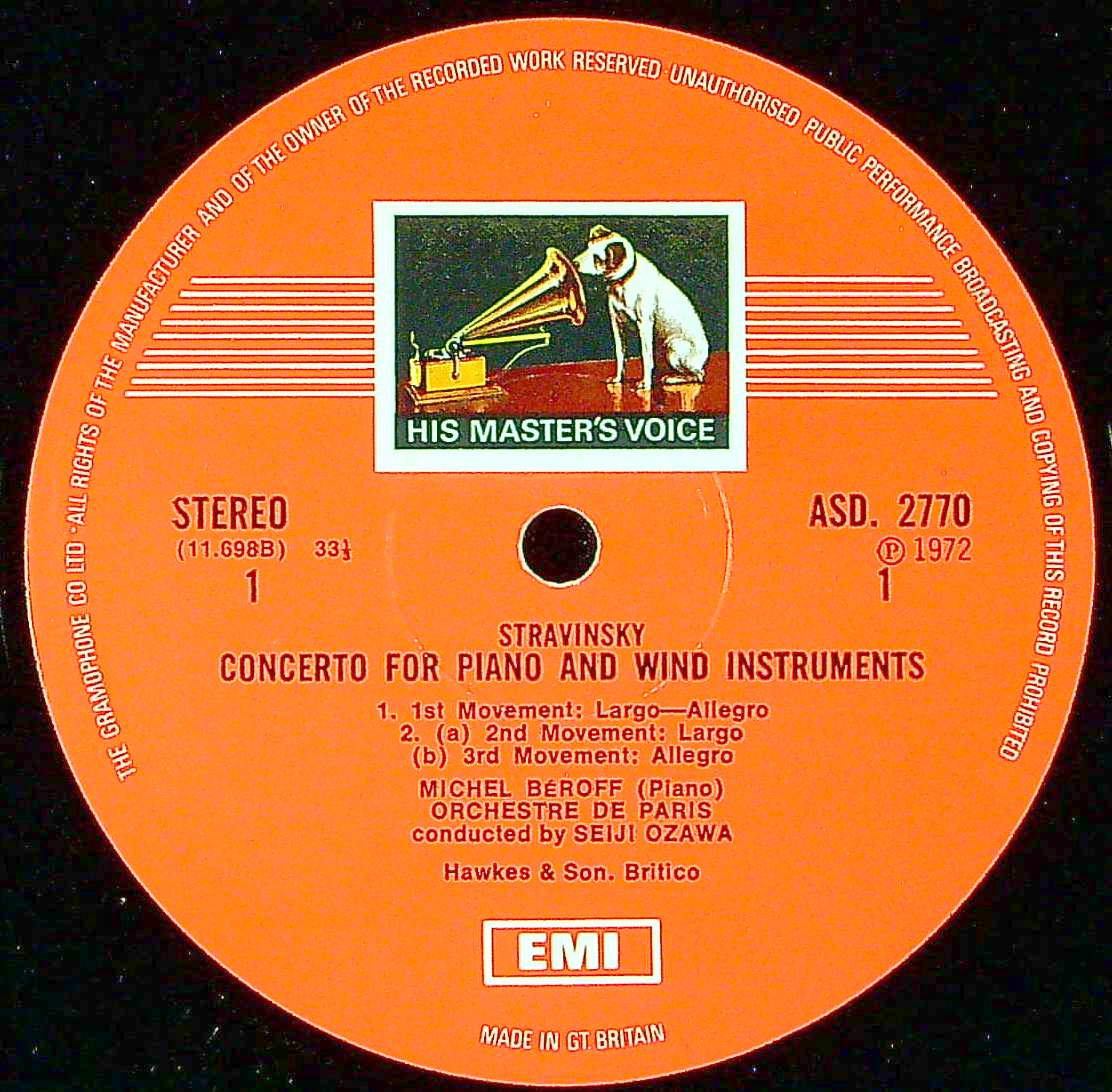 THE GRAMOPHONE CO LTD · ALL RIGHTS OF THE MANUFACTURER AND OF THE OWNER OF THE RECORDED WORK RESERVED · UNAUTHORISED PUBLIC PERFORMANCE BROADCASTING AND COPYING OF THIS RECORD PROHIBITED
HIS MASTER'S VOICE
STEREO
(11.698B) 33⅓
1
ASD. 2770
Ⓟ 1972
1
STRAVINSKY
CONCERTO FOR PIANO AND WIND INSTRUMENTS
1. 1st Movement: Largo—Allegro
2. (a) 2nd Movement: Largo
(b) 3rd Movement: Allegro
MICHEL BÉROFF (Piano)
ORCHESTRE DE PARIS
conducted by SEIJI OZAWA
Hawkes & Son. Britico
EMI
MADE IN GT. BRITAIN